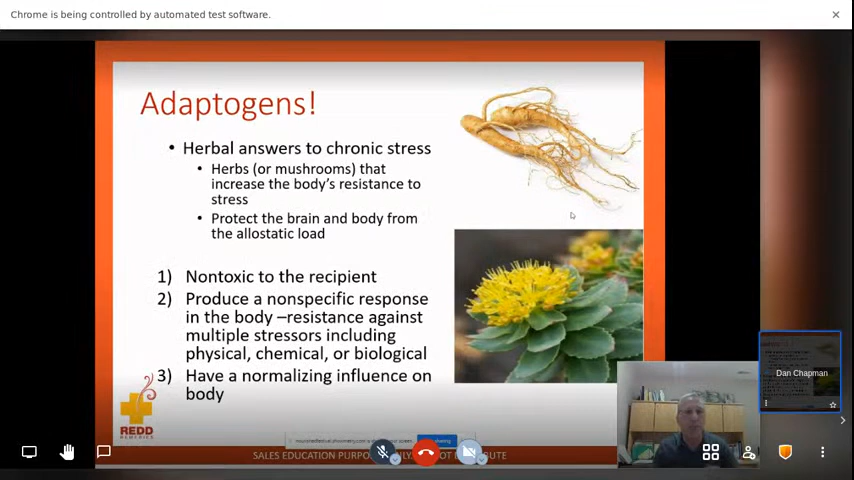 Chrome is being controlled by automated test software.
Adaptogens!
• Herbal answers to chronic stress
• Herbs (or mushrooms) that
increase the body's resistance to
stress
• Protect the brain and body from
the allostatic load
1) Nontoxic to the recipient
2) Produce a nonspecific response
in the body –resistance against
multiple stressors including
physical, chemical, or biological
3) Have a normalizing influence on
body
Dan Chapman
REDD
REMEDIES
SALES EDUCATION PURPO